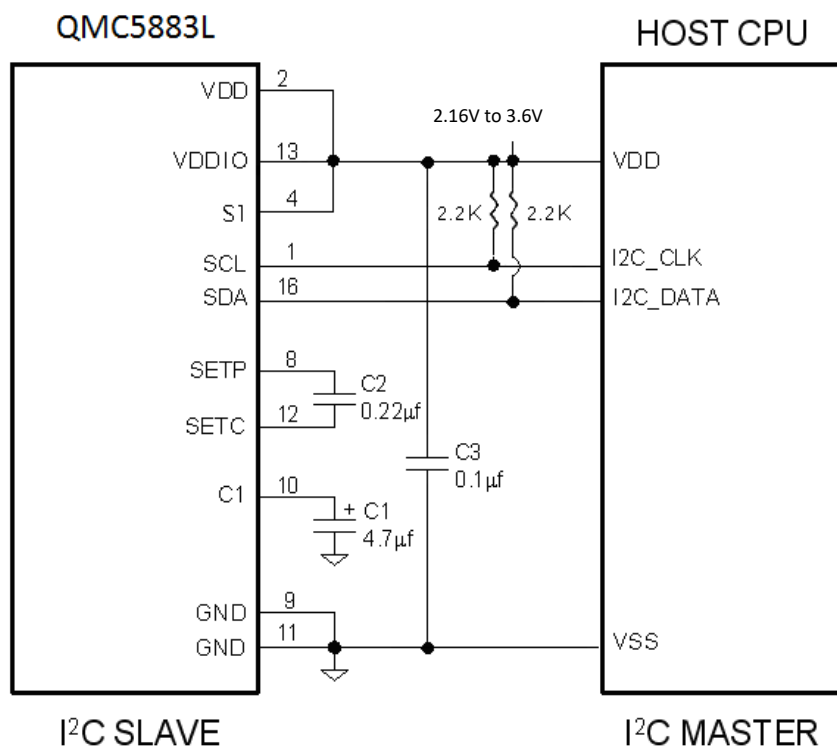 QMC5883L
HOST CPU
VDD 2
2.16V to 3.6V
VDDIO 13
VDD
S1 4
2.2K 2.2K
SCL 1
I2C_CLK
SDA 16
I2C_DATA
SETP 8
C2
0.22μf
SETC 12
C3
0.1μf
C1 10
+ C1
4.7μf
GND 9
GND 11
VSS
I²C SLAVE
I²C MASTER